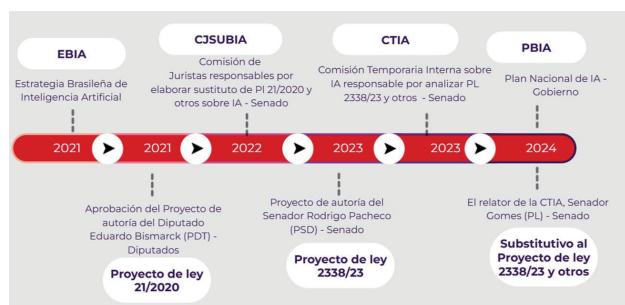 EBIA
Estrategia Brasileña de
Inteligencia Artificial
CJSUBIA
Comisión de
Juristas responsables por
elaborar sustituto de Pl 21/2020 y
otros sobre IA - Senado
CTIA
Comisión Temporaria Interna sobre
IA responsable por analizar PL
2338/23 y otros - Senado
PBIA
Plan Nacional de IA -
Gobierno
2021
2021
2022
2023
2023
2024
Aprobación del Proyecto de
autoría del Diputado
Eduardo Bismarck (PDT) -
Diputados
Proyecto de ley
21/2020
Proyecto de autoría del
Senador Rodrigo Pacheco
(PSD) - Senado
Proyecto de ley
2338/23
El relator de la CTIA, Senador
Gomes (PL) - Senado
Substitutivo al
Proyecto de ley
2338/23 y otros